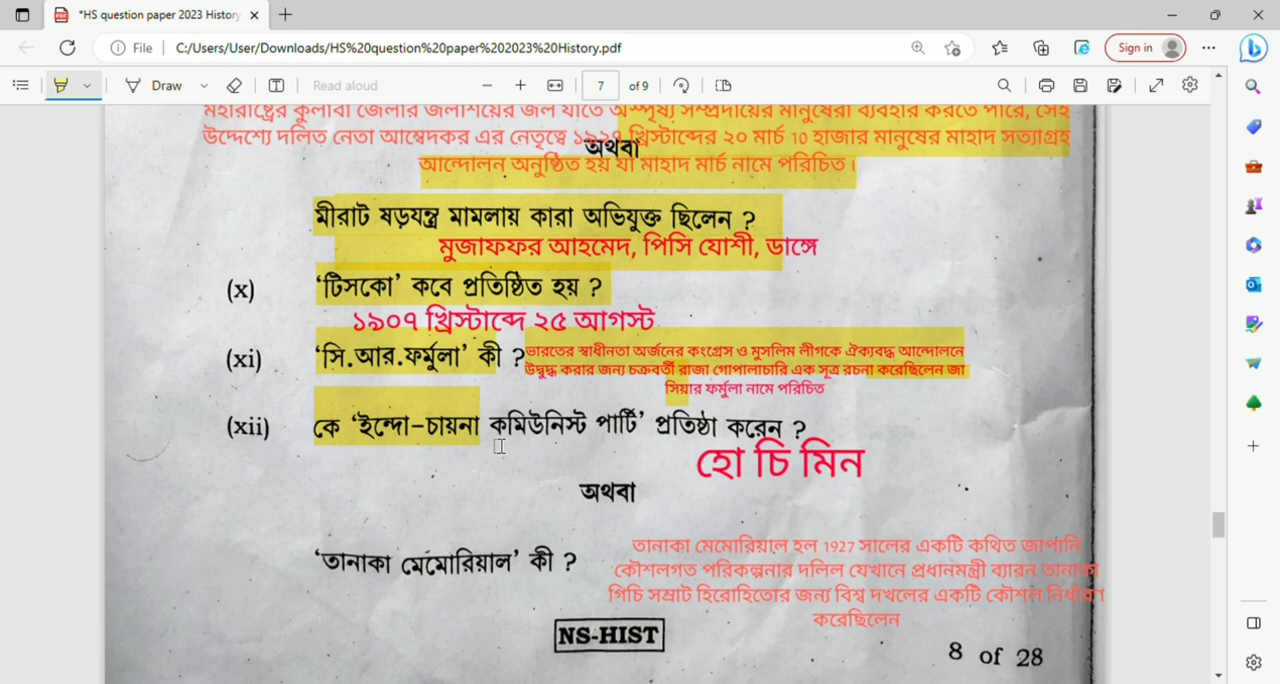 *HS question paper 2023 History
File C:/Users/User/Downloads/HS%20question%20paper%202023%20History.pdf Sign in
Draw Read aloud 7 of 9
মহারাষ্ট্রের কুলাবা জেলার জলাশয়ের জল যাতে অস্পৃষ্য সম্প্রদায়ের মানুষেরা ব্যবহার করতে পারে, সেই
উদ্দেশ্যে দলিত নেতা আম্বেদকর এর নেতৃত্বে ১৯২৭ খ্রিস্টাব্দের ২০ মার্চ 10 হাজার মানুষের মাহাদ সত্যাগ্রহ
অথবা
আন্দোলন অনুষ্ঠিত হয় যা মাহাদ মার্চ নামে পরিচিত।
মীরাট ষড়যন্ত্র মামলায় কারা অভিযুক্ত ছিলেন ?
মুজাফফর আহমেদ, পিসি যোশী, ডাঙ্গে
(x) ‘টিসকো’ কবে প্রতিষ্ঠিত হয় ?
১৯০৭ খ্রিস্টাব্দে ২৫ আগস্ট
(xi) ‘সি.আর.ফর্মুলা’ কী ?
ভারতের স্বাধীনতা অর্জনের কংগ্রেস ও মুসলিম লীগকে ঐক্যবদ্ধ আন্দোলনে
উদ্বুদ্ধ করার জন্য চক্রবর্তী রাজা গোপালাচারি এক সূত্র রচনা করেছিলেন জা
সিয়ার ফর্মুলা নামে পরিচিত
(xii) কে ‘ইন্দো-চায়না কমিউনিস্ট পার্টি’ প্রতিষ্ঠা করেন ?
হো চি মিন
অথবা
‘তানাকা মেমোরিয়াল’ কী ?
তানাকা মেমোরিয়াল হল 1927 সালের একটি কথিত জাপানি
কৌশলগত পরিকল্পনার দলিল যেখানে প্রধানমন্ত্রী ব্যারন তানাকা
গিচি সম্রাট হিরোহিতোর জন্য বিশ্ব দখলের একটি কৌশল নির্ধারণ
করেছিলেন
NS-HIST
8 of 28